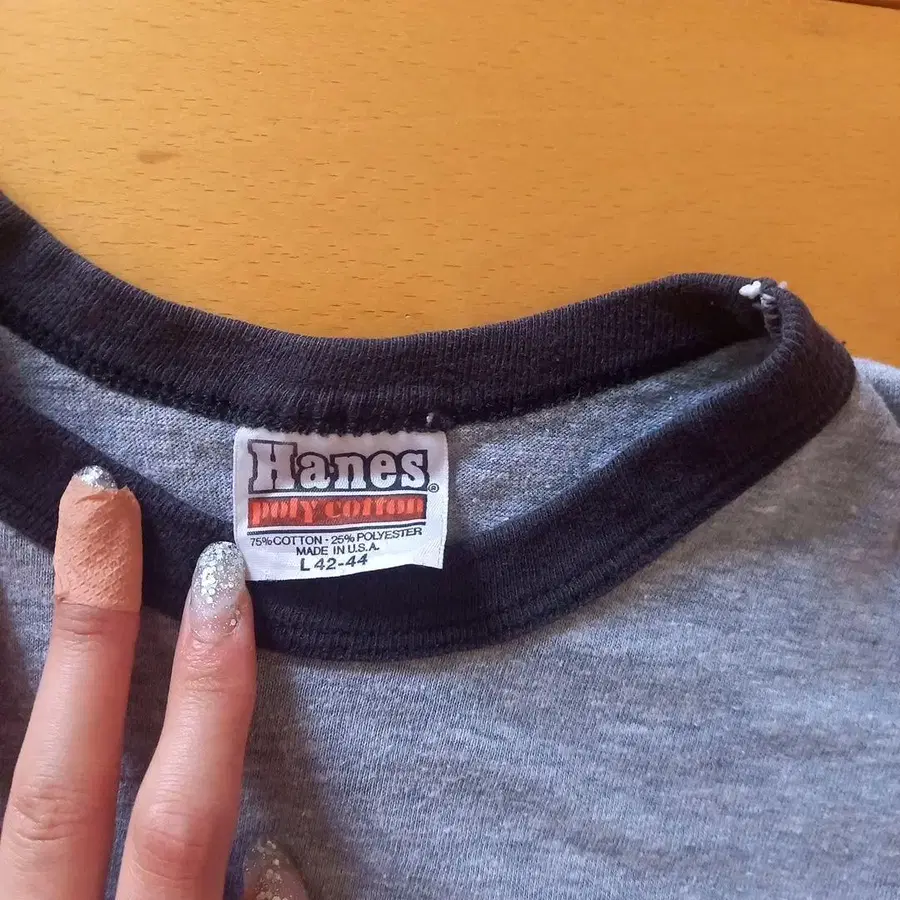 Hanes®
poly cotton
75% COTTON - 25% POLYESTER
MADE IN U.S.A.
L 42-44